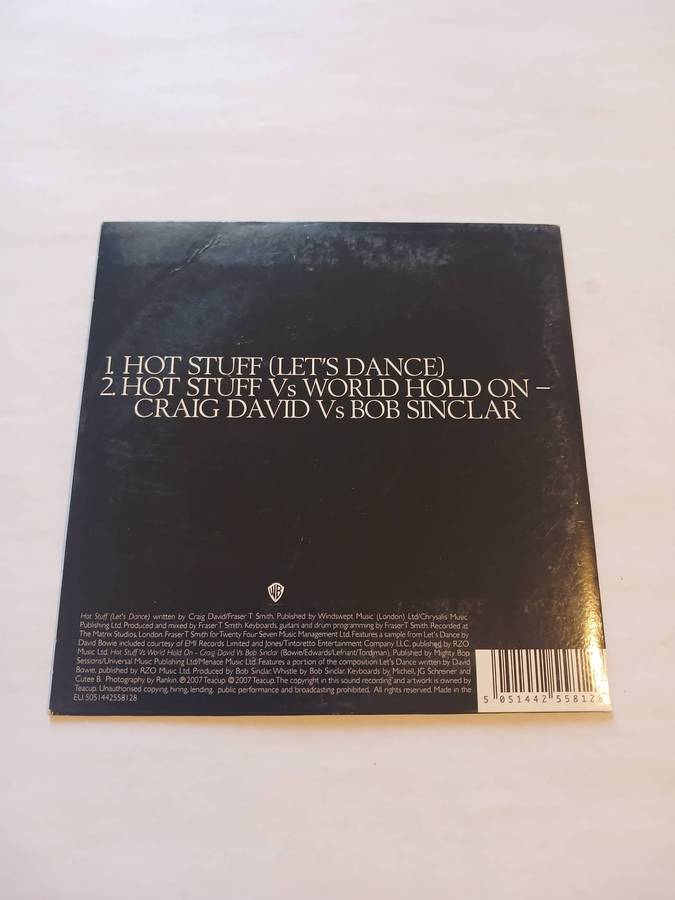 1. HOT STUFF (LET'S DANCE)
2. HOT STUFF Vs WORLD HOLD ON –
CRAIG DAVID Vs BOB SINCLAR
WB
Hot Stuff (Let's Dance) written by Craig David/Fraser T Smith. Published by Windswept Music (London) Ltd/Chrysalis Music
Publishing Ltd. Produced and mixed by Fraser T Smith. Keyboards, guitars and drum programming by Fraser T Smith. Recorded at
The Matrix Studios, London. Fraser T Smith for Twenty Four Seven Music Management Ltd. Features a sample from Let's Dance by
David Bowie included courtesy of EMI Records Limited and Jones/Tintoretto Entertainment Company LLC, published by RZO
Music Ltd. Hot Stuff Vs World Hold On - Craig David Vs Bob Sinclar (Bowie/Edwards/Lefriant/Tordjman). Published by Mighty Bop
Sessions/Universal Music Publishing Ltd/Menace Music Ltd. Features a portion of the composition Let's Dance written by David
Bowie, published by RZO Music Ltd. Produced by Bob Sinclar. Whistle by Bob Sinclar. Keyboards by Michell, JG Schreiner and
Cutee B. Photography by Rankin. ℗ 2007 Teacup © 2007 Teacup. The copyright in this sound recording and artwork is owned by
Teacup. Unauthorised copying, hiring, lending, public performance and broadcasting prohibited. All rights reserved. Made in the
EU. 5051442558128
5 051442 558128